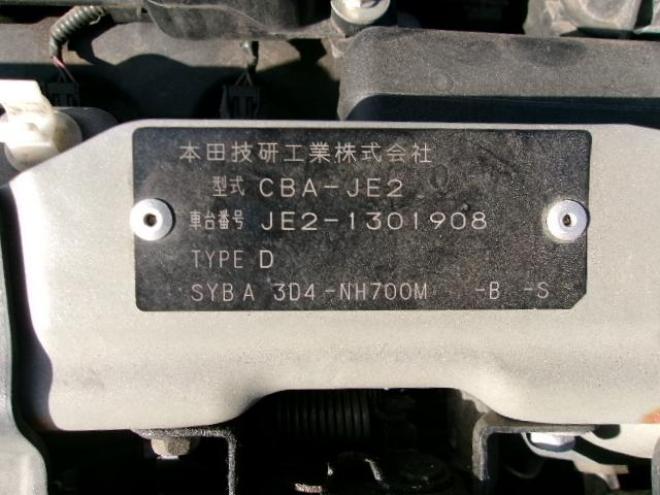 本田技研工業株式会社
型式 CBA-JE2
車台番号 JE2-1301908
TYPE D
SYBA 3D4-NH700M -B -S